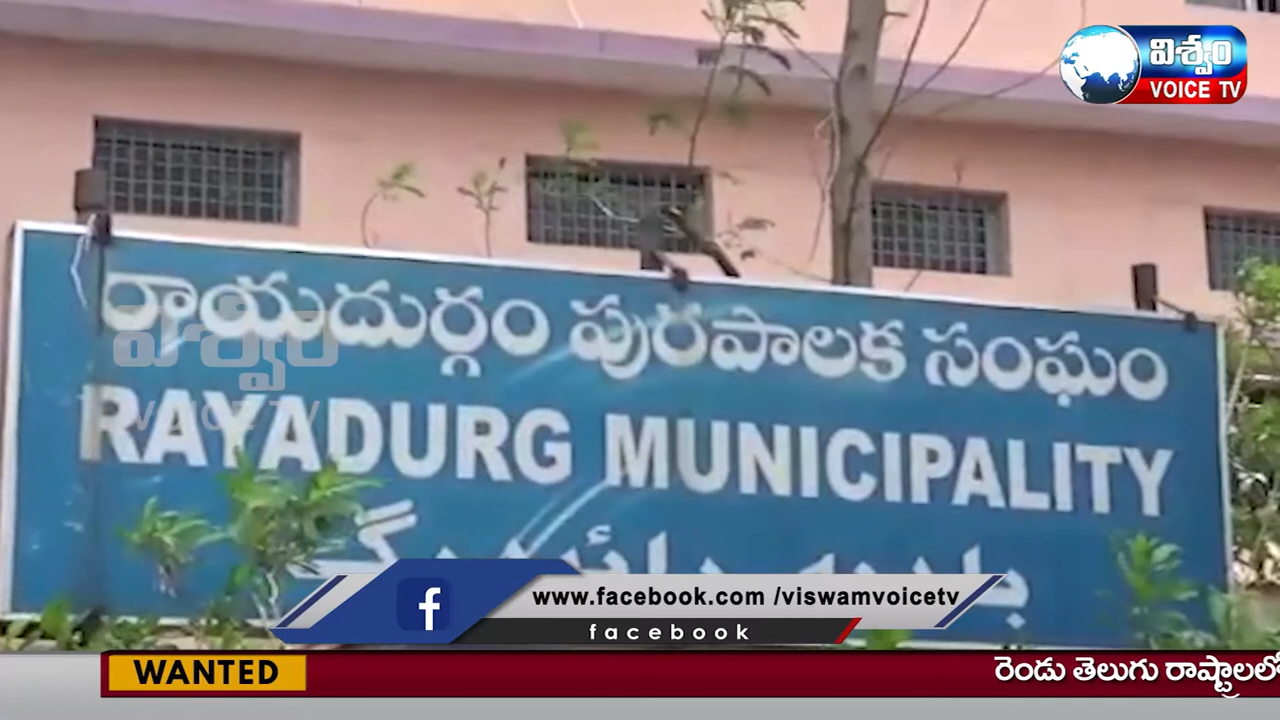 విశ్వం
VOICE TV
రాయదుర్గం పురపాలక సంఘం
RAYADURG MUNICIPALITY
www.facebook.com /viswamvoicetv
facebook
WANTED
రెండు తెలుగు రాష్ట్రాలలో